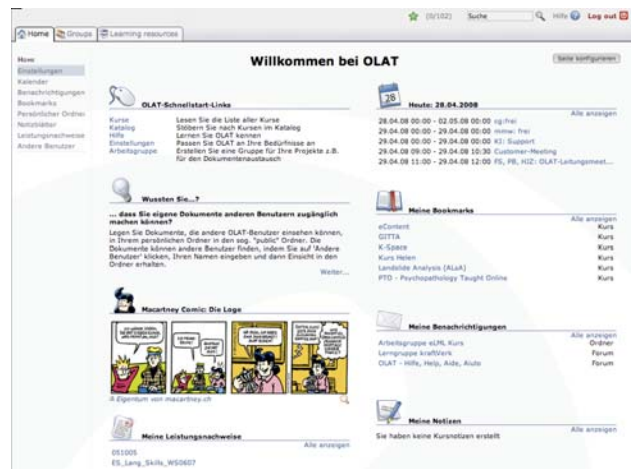 [0/102] Suche Hilfe Log out
Home Groups Learning resources
Home
Einstellungen
Kalender
Benachrichtigungen
Bookmarks
Persönlicher Ordner
Notizblätter
Leistungsnachweise
Andere Benutzer
Willkommen bei OLAT
Seite konfigurieren
OLAT-Schnellstart-Links
Kurse Lesen Sie die Liste aller Kurse
Katalog Stöbern Sie nach Kursen im Katalog
Hilfe Lernen Sie OLAT kennen
Einstellungen Passen Sie OLAT an Ihre Bedürfnisse an
Arbeitsgruppe Erstellen Sie eine Gruppe für Ihre Projekte z.B.
für den Dokumentenaustausch
Wussten Sie...?
... dass Sie eigene Dokumente anderen Benutzern zugänglich
machen können?
Legen Sie Dokumente, die andere OLAT-Benutzer einsehen können,
in Ihrem persönlichen Ordner in den sog. "public" Ordner. Die
Dokumente können andere Benutzer finden, indem Sie auf 'Andere
Benutzer' klicken, Ihren Namen eingeben und dann Einsicht in den
Ordner erhalten.
Weiter...
Macartney Comic: Die Loge
Eigentum von macartney.ch
Meine Leistungsnachweise
Alle anzeigen
051005
ES_Lang_Skills_WS0607
28
Heute: 28.04.2008
Alle anzeigen
28.04.08 00:00 - 02.05.08 00:00 cg:frei
29.04.08 00:00 - 29.04.08 00:00 mmw: frei
29.04.08 00:00 - 29.04.08 00:00 KI: Support
29.04.08 09:00 - 29.04.08 10:30 Customer-Meeting
29.04.08 11:00 - 29.04.08 12:00 FS, PB, HJZ: OLAT-Leitungsmeet...
Meine Bookmarks
Alle anzeigen
eContent Kurs
GITTA Kurs
K-Space Kurs
Kurs Helen Kurs
Landslide Analysis (ALuA) Kurs
PTO - Psychopathology Taught Online Kurs
Meine Benachrichtigungen
Alle anzeigen
Arbeitsgruppe eLML Kurs Ordner
Lerngruppe kraftWerk Forum
OLAT - Hilfe, Help, Aide, Aiuto Forum
Meine Notizen
Alle anzeigen
Sie haben keine Kursnotizen erstellt